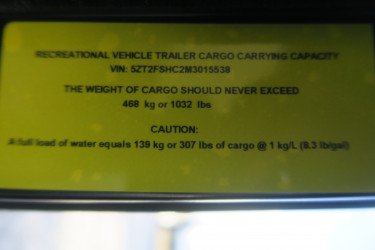 RECREATIONAL VEHICLE TRAILER CARGO CARRYING CAPACITY
VIN: 5ZT2FSHC2M3015538
THE WEIGHT OF CARGO SHOULD NEVER EXCEED
468 kg or 1032 lbs
CAUTION:
A full load of water equals 139 kg or 307 lbs of cargo @ 1 kg/L (8.3 lb/gal)